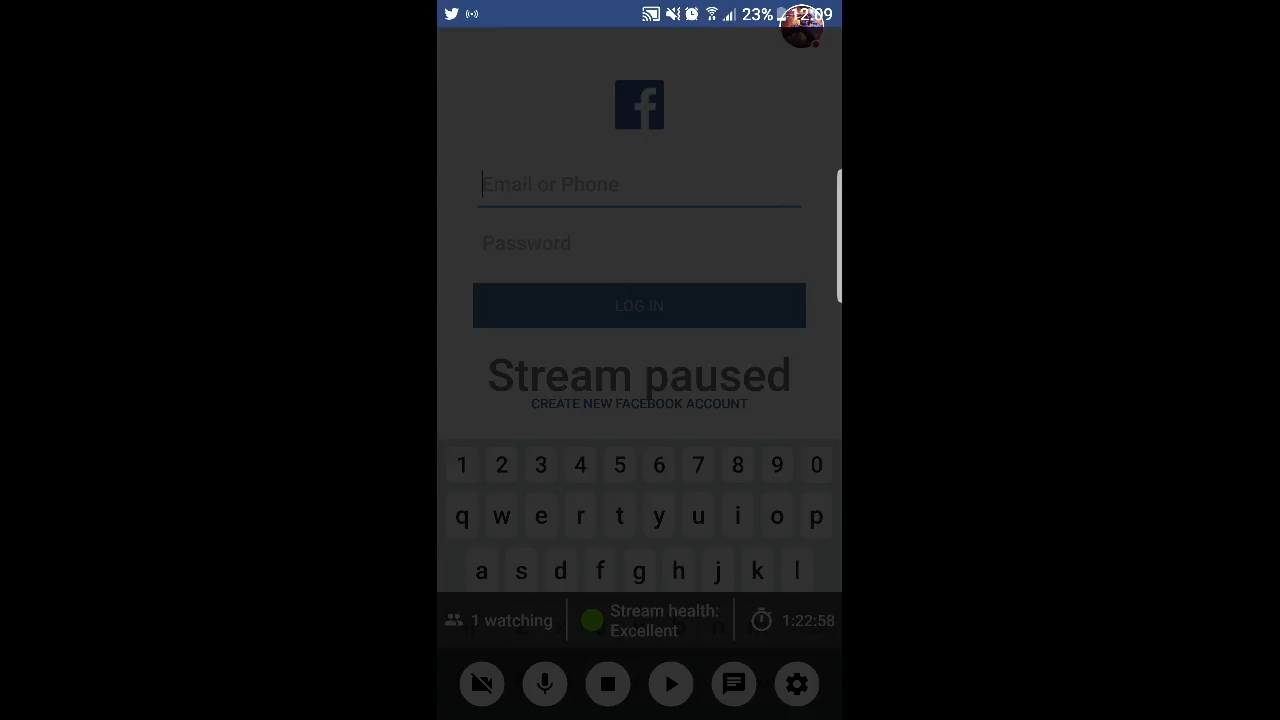 23% 12:09
Email or Phone
Password
LOG IN
Stream paused
CREATE NEW FACEBOOK ACCOUNT
1 2 3 4 5 6 7 8 9 0
q w e r t y u i o p
a s d f g h j k l
1 watching
Stream health:
Excellent
1:22:58